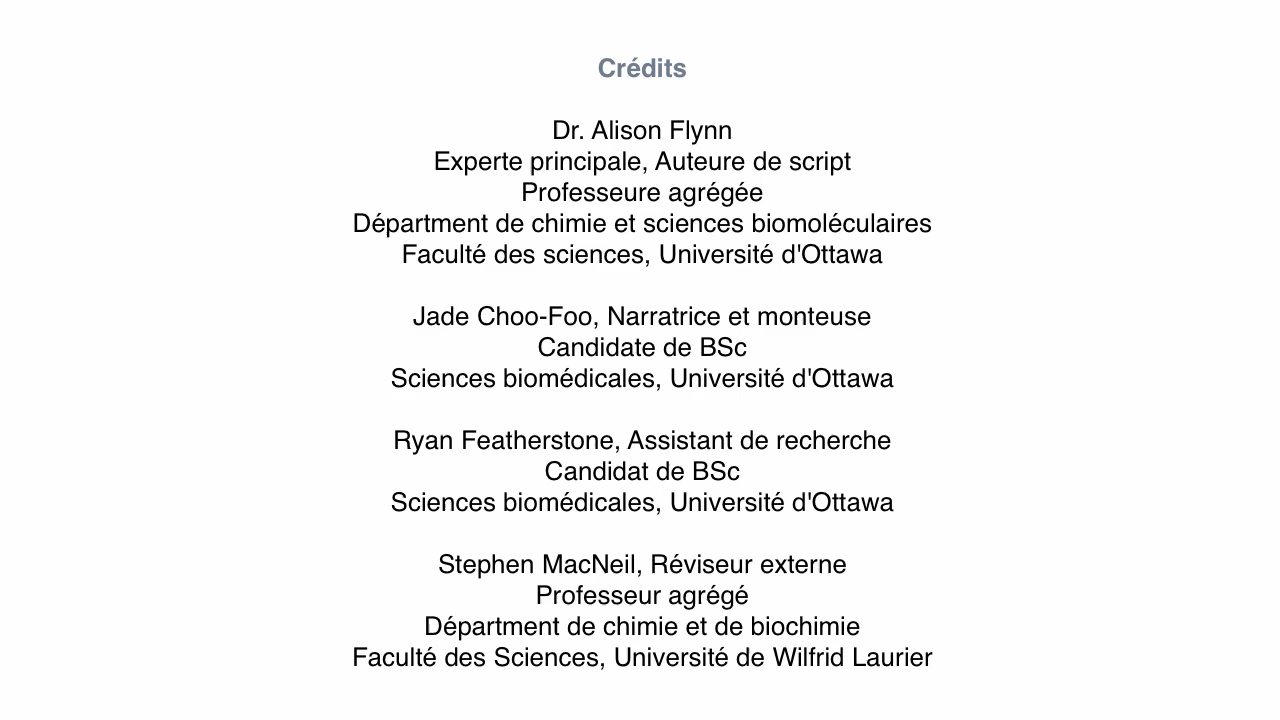 Crédits
Dr. Alison Flynn
Experte principale, Auteure de script
Professeure agrégée
Départment de chimie et sciences biomoléculaires
Faculté des sciences, Université d'Ottawa
Jade Choo-Foo, Narratrice et monteuse
Candidate de BSc
Sciences biomédicales, Université d'Ottawa
Ryan Featherstone, Assistant de recherche
Candidat de BSc
Sciences biomédicales, Université d'Ottawa
Stephen MacNeil, Réviseur externe
Professeur agrégé
Départment de chimie et de biochimie
Faculté des Sciences, Université de Wilfrid Laurier